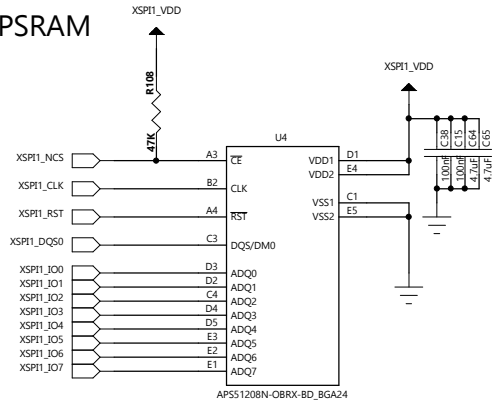 PSRAM
XSPI1_VDD
R108
47K
XSPI1_VDD
C38
100nF
C15
100nF
C64
4.7uF
C65
4.7uF
U4
XSPI1_NCS A3 CE VDD1 D1
VDD2 E4
XSPI1_CLK B2 CLK
VSS1 C1
XSPI1_RST A4 RST VSS2 E5
XSPI1_DQS0 C3 DQS/DM0
XSPI1_IO0 D3 ADQ0
XSPI1_IO1 D2 ADQ1
XSPI1_IO2 C4 ADQ2
XSPI1_IO3 D4 ADQ3
XSPI1_IO4 D5 ADQ4
XSPI1_IO5 E3 ADQ5
XSPI1_IO6 E2 ADQ6
XSPI1_IO7 E1 ADQ7
APS51208N-OBRX-BD_BGA24